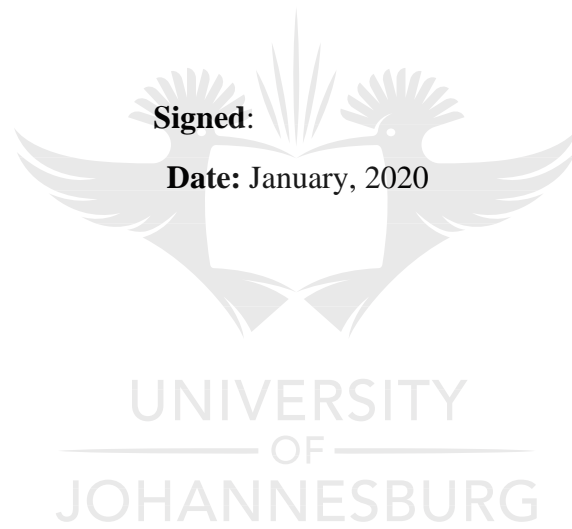 Signed:
Date: January, 2020
UNIVERSITY
OF
JOHANNESBURG